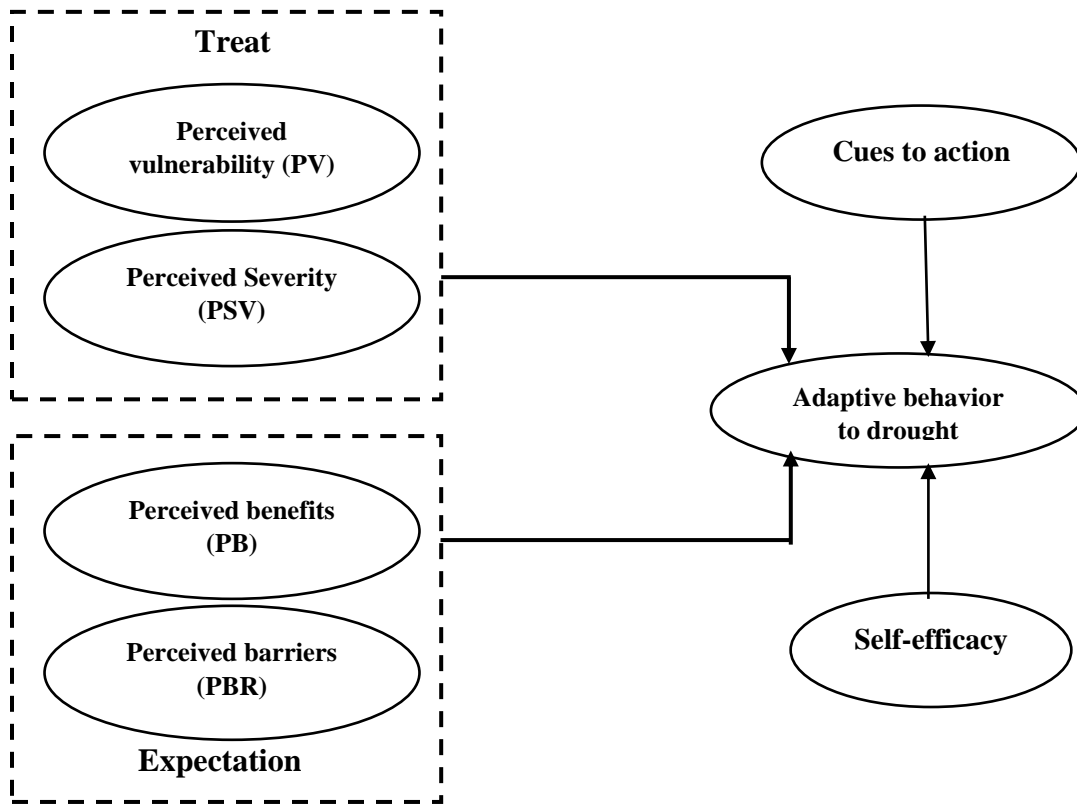 Treat
Perceived
vulnerability (PV)
Perceived Severity
(PSV)
Cues to action
Adaptive behavior
to drought
Perceived benefits
(PB)
Perceived barriers
(PBR)
Expectation
Self-efficacy